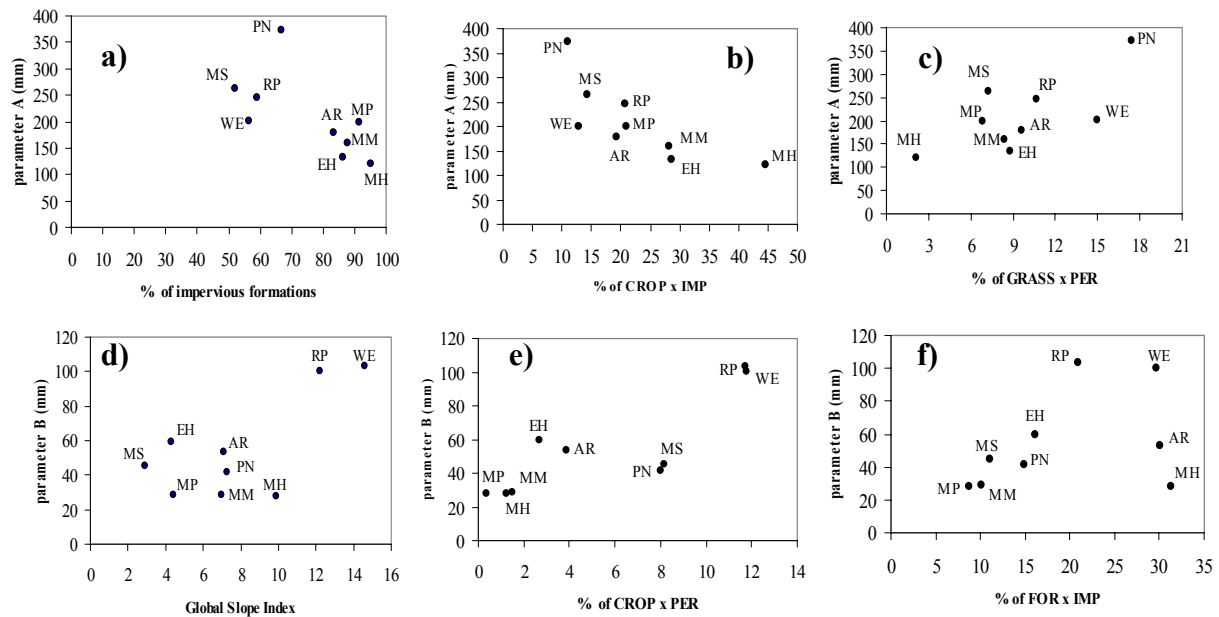 a)
parameter A (mm)
400
350
300
250
200
150
100
50
0
PN
MS
RP
WE
AR
MP
MM
EH
MH
0 10 20 30 40 50 60 70 80 90 100
% of impervious formations
b)
parameter A (mm)
400
350
300
250
200
150
100
50
0
PN
MS
RP
WE
MP
AR
MM
EH
MH
0 5 10 15 20 25 30 35 40 45 50
% of CROP x IMP
c)
parameter A (mm)
400
350
300
250
200
150
100
50
0
PN
MS
RP
MP
WE
AR
MH
MM
EH
0 3 6 9 12 15 18 21
% of GRASS x PER
d)
parameter B (mm)
120
100
80
60
40
20
0
RP
WE
EH
MS
AR
PN
MP
MM
MH
0 2 4 6 8 10 12 14 16
Global Slope Index
e)
parameter B (mm)
120
100
80
60
40
20
0
RP
WE
EH
AR
MS
PN
MP
MM
MH
0 2 4 6 8 10 12 14
% of CROP x PER
f)
parameter B (mm)
120
100
80
60
40
20
0
RP
WE
EH
AR
MS
PN
MP
MM
MH
0 5 10 15 20 25 30 35
% of FOR x IMP